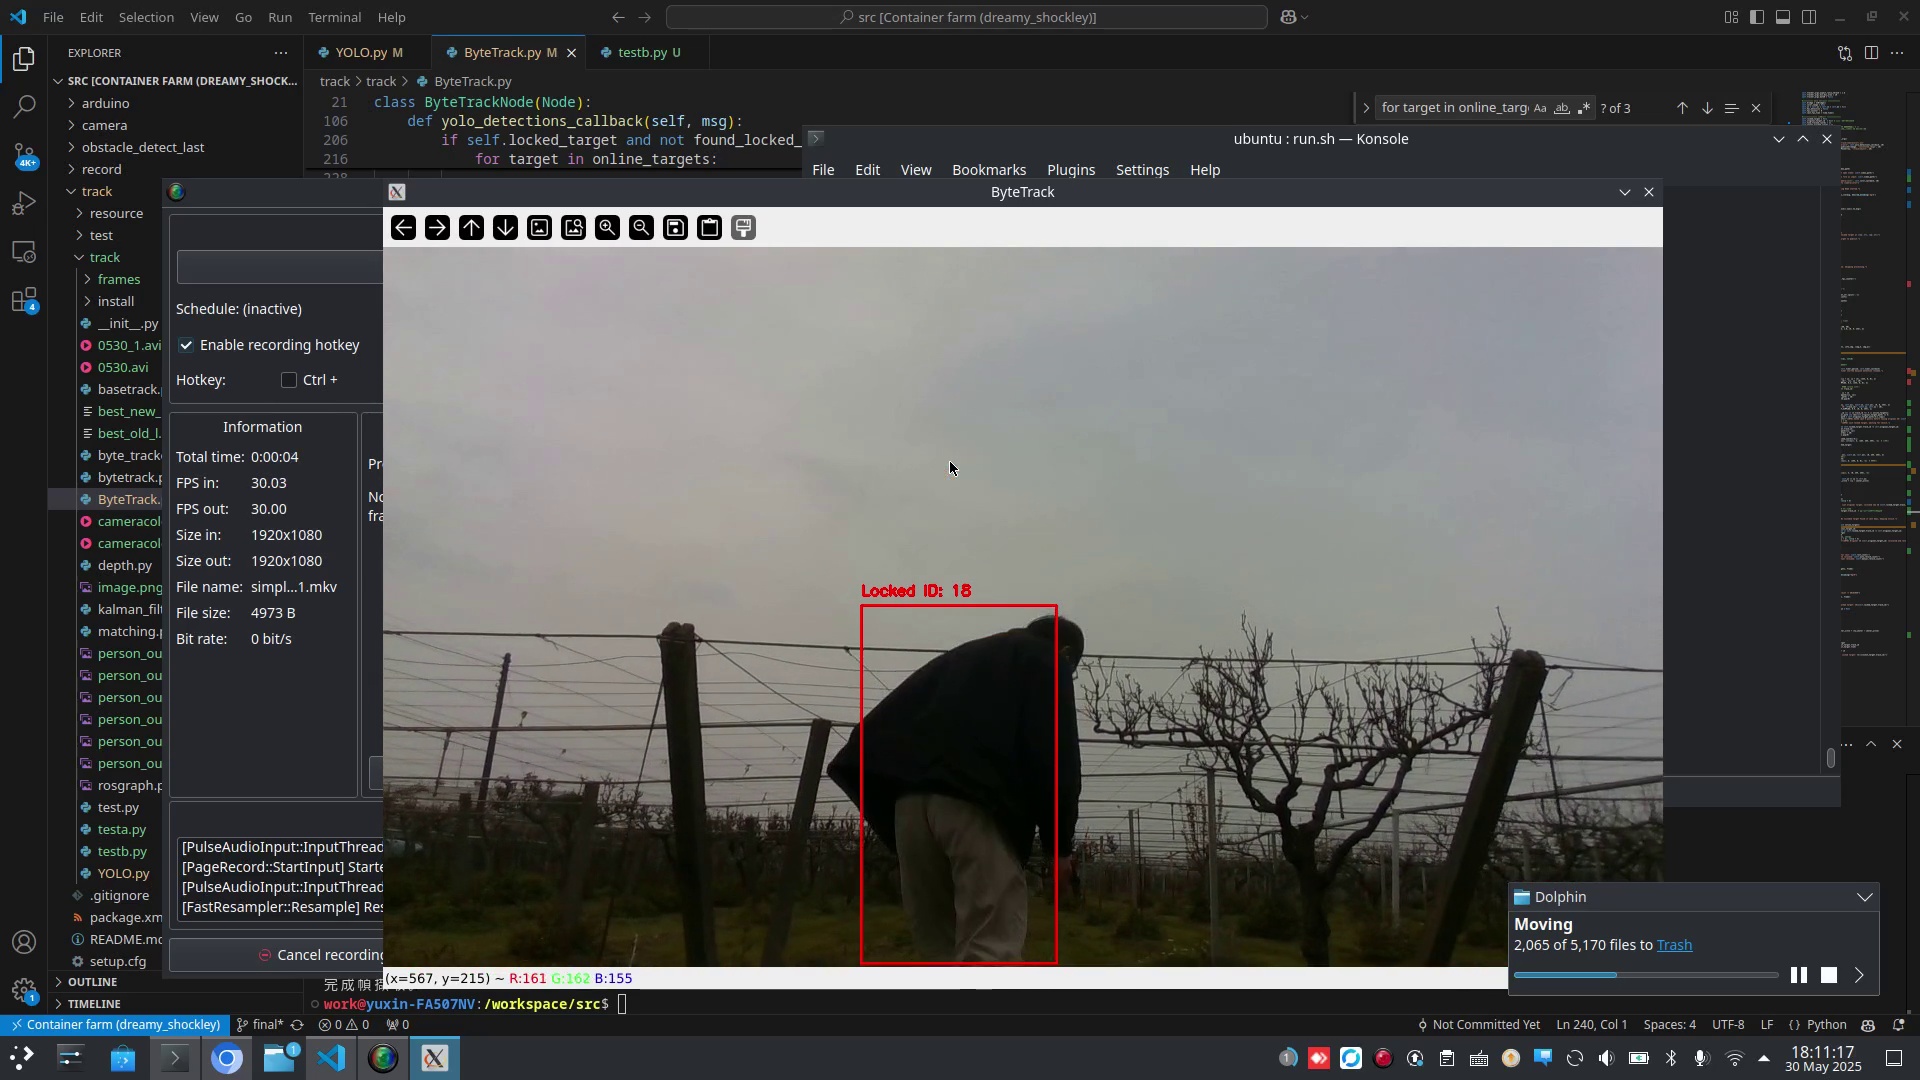 File Edit Selection View Go Run Terminal Help
src [Container farm (dreamy_shockley)]
EXPLORER
SRC [CONTAINER FARM (DREAMY_SHOCK...
arduino
camera
obstacle_detect_last
record
track
resource
test
track
frames
install
__init__.py
0530_1.avi
0530.avi
basetrack.
best_new_
best_old_l.
byte_track
bytetrack.p
ByteTrack.
cameracol
cameracol
depth.py
image.png
kalman_filt
matching.p
person_ou
person_ou
person_ou
person_ou
person_ou
person_ou
rosgraph.p
test.py
testa.py
testb.py
YOLO.py
.gitignore
package.xm
README.md
setup.cfg
OUTLINE
TIMELINE
4K+
4
1
YOLO.py M
ByteTrack.py M
testb.py U
track > track > ByteTrack.py
21 class ByteTrackNode(Node):
106 def yolo_detections_callback(self, msg):
206 if self.locked_target and not found_locked_
216 for target in online_targets:
for target in online_targ Aa ab ? of 3
ubuntu : run.sh — Konsole
File Edit View Bookmarks Plugins Settings Help
Schedule: (inactive)
Enable recording hotkey
Hotkey: Ctrl +
Information
Total time: 0:00:04
FPS in: 30.03
FPS out: 30.00
Size in: 1920x1080
Size out: 1920x1080
File name: simpl...1.mkv
File size: 4973 B
Bit rate: 0 bit/s
Pr
No
fra
[PulseAudioInput::InputThread
[PageRecord::StartInput] Starte
[PulseAudioInput::InputThread
[FastResampler::Resample] Res
Cancel recording
ByteTrack
Locked ID: 18
(x=567, y=215) ~ R:161 G:162 B:155
work@yuxin-FA507NV:/workspace/src$
Dolphin
Moving
2,065 of 5,170 files to Trash
Container farm (dreamy_shockley) final* 0 0 0 Not Committed Yet Ln 240, Col 1 Spaces: 4 UTF-8 LF {} Python
1
1
18:11:17
30 May 2025